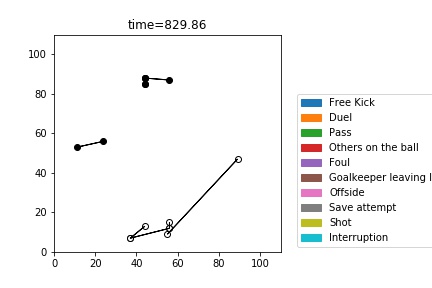 time=829.86
100
80
60
40
20
0
0 20 40 60 80 100
Free Kick
Duel
Pass
Others on the ball
Foul
Goalkeeper leaving l
Offside
Save attempt
Shot
Interruption